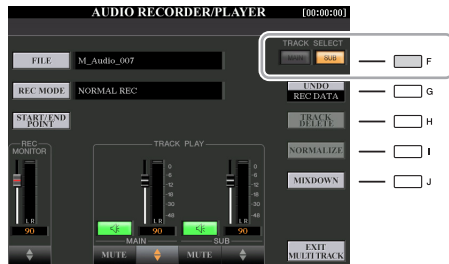 AUDIO RECORDER/PLAYER [00:00:00]
TRACK SELECT
MAIN SUB
F
FILE M_Audio_007
REC MODE NORMAL REC
UNDO
REC DATA
G
START/END
POINT
TRACK
DELETE
H
REC
MONITOR
TRACK PLAY
NORMALIZE
I
MIXDOWN
J
0
-6
-12
-18
-30
-48
0
-6
-12
-18
-30
-48
L R
90
L R
90
L R
90
MAIN SUB
MUTE MUTE
EXIT
MULTI TRACK